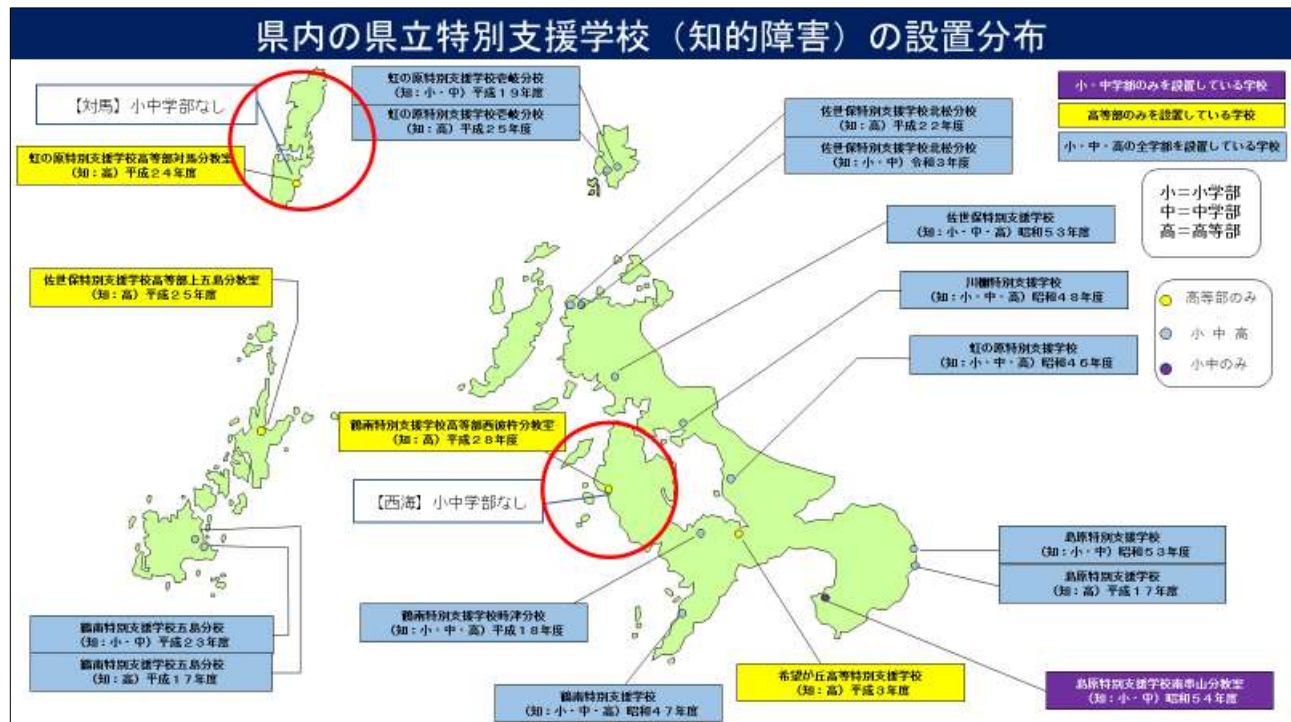 県内の県立特別支援学校（知的障害）の設置分布
【対馬】小中学部なし
虹の原特別支援学校壱岐分校
（知：小・中）平成１９年度
虹の原特別支援学校壱岐分校
（知：高）平成２５年度
虹の原特別支援学校高等部対馬分教室
（知：高）平成２４年度
佐世保特別支援学校北松分校
（知：高）平成２２年度
佐世保特別支援学校北松分校
（知：小・中）令和３年度
小・中学部のみを設置している学校
高等部のみを設置している学校
小・中・高の全学部を設置している学校
小＝小学部
中＝中学部
高＝高等部
佐世保特別支援学校
（知：小・中・高）昭和５３年度
佐世保特別支援学校高等部上五島分教室
（知：高）平成２５年度
川棚特別支援学校
（知：小・中・高）昭和４８年度
高等部のみ
小 中 高
小中のみ
虹の原特別支援学校
（知：小・中・高）昭和４６年度
鶴南特別支援学校高等部西彼杵分教室
（知：高）平成２８年度
【西海】小中学部なし
島原特別支援学校
（知：小・中）昭和５３年度
島原特別支援学校
（知：高）平成１７年度
鶴南特別支援学校時津分校
（知：小・中・高）平成１８年度
鶴南特別支援学校五島分校
（知：小・中）平成２３年度
鶴南特別支援学校五島分校
（知：高）平成１７年度
鶴南特別支援学校
（知：小・中・高）昭和４７年度
希望が丘高等特別支援学校
（知：高）平成３年度
島原特別支援学校南串山分教室
（知：小・中）昭和５４年度